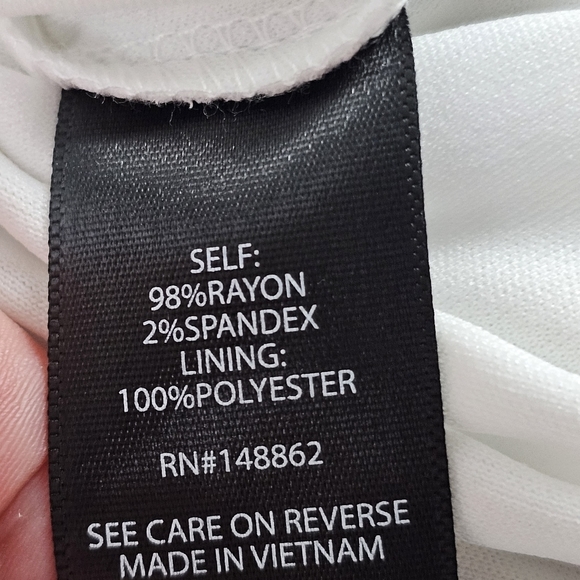 SELF:
98%RAYON
2%SPANDEX
LINING:
100%POLYESTER
RN#148862
SEE CARE ON REVERSE
MADE IN VIETNAM